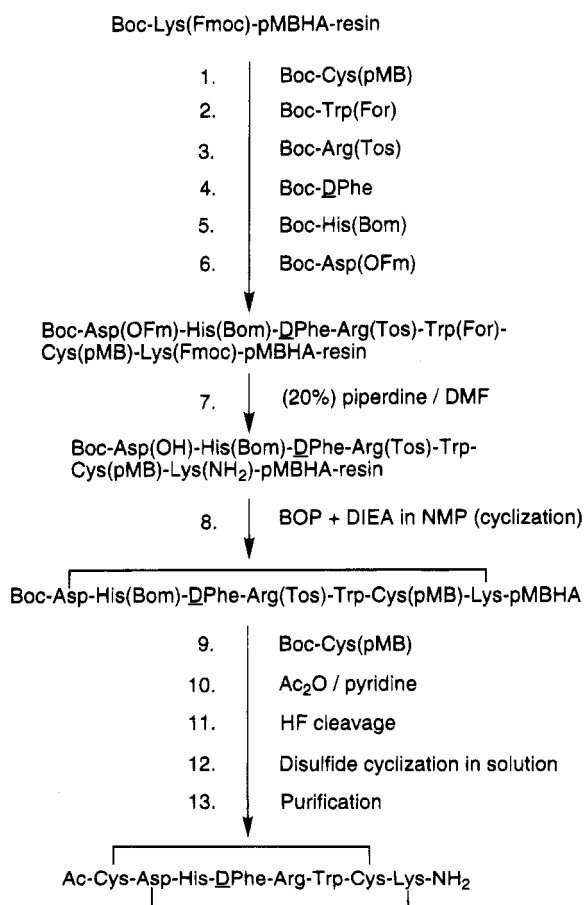 Boc-Lys(Fmoc)-pMBHA-resin
1. Boc-Cys(pMB)
2. Boc-Trp(For)
3. Boc-Arg(Tos)
4. Boc-DPhe
5. Boc-His(Bom)
6. Boc-Asp(OFm)
Boc-Asp(OFm)-His(Bom)-DPhe-Arg(Tos)-Trp(For)-
Cys(pMB)-Lys(Fmoc)-pMBHA-resin
7. (20%) piperdine / DMF
Boc-Asp(OH)-His(Bom)-DPhe-Arg(Tos)-Trp-
Cys(pMB)-Lys(NH₂)-pMBHA-resin
8. BOP + DIEA in NMP (cyclization)
Boc-Asp-His(Bom)-DPhe-Arg(Tos)-Trp-Cys(pMB)-Lys-pMBHA
9. Boc-Cys(pMB)
10. Ac₂O / pyridine
11. HF cleavage
12. Disulfide cyclization in solution
13. Purification
Ac-Cys-Asp-His-DPhe-Arg-Trp-Cys-Lys-NH₂